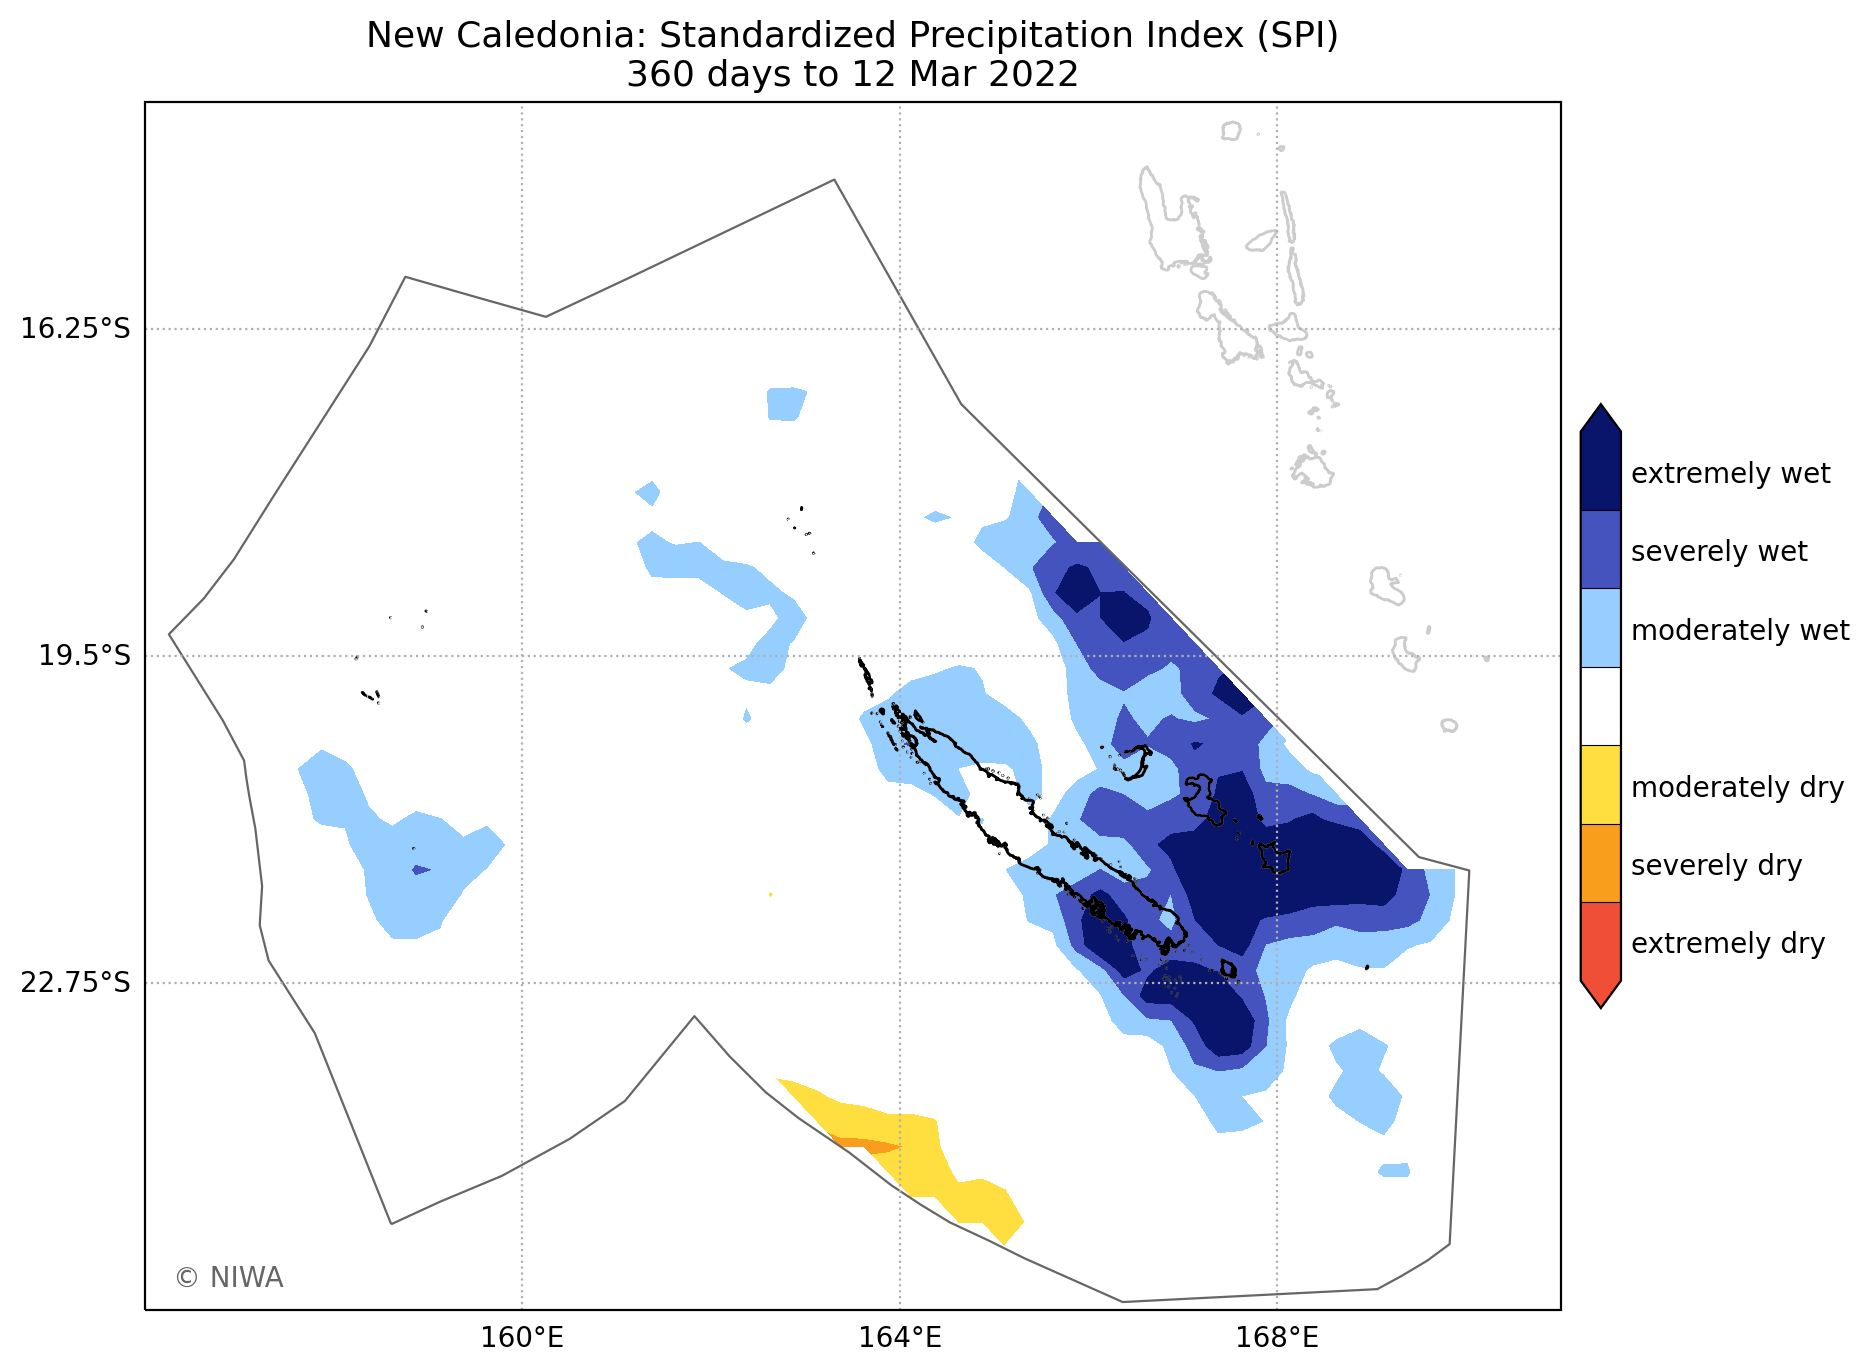 New Caledonia: Standardized Precipitation Index (SPI)
360 days to 12 Mar 2022
16.25°S
19.5°S
22.75°S
160°E
164°E
168°E
extremely wet
severely wet
moderately wet
moderately dry
severely dry
extremely dry
© NIWA